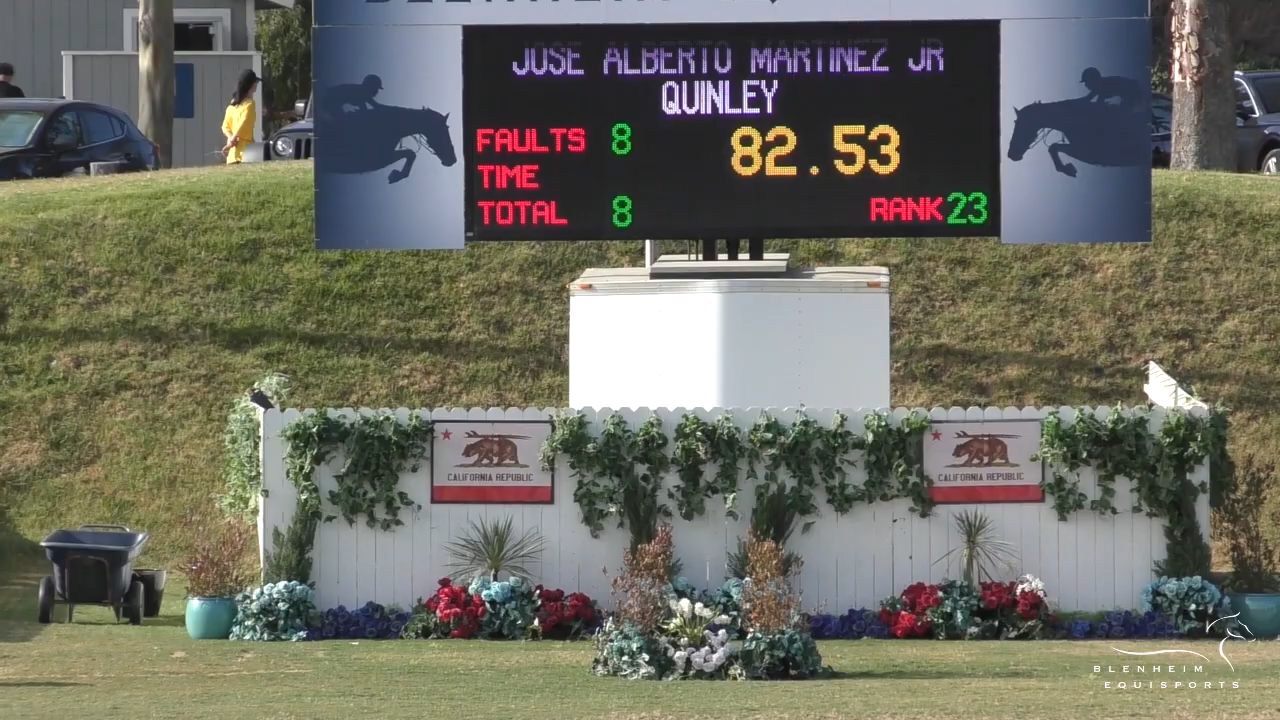 JOSE ALBERTO MARTINEZ JR
QUINLEY
FAULTS 8
82.53
TIME
TOTAL 8
RANK 23
CALIFORNIA REPUBLIC
CALIFORNIA REPUBLIC
BLENHEIM
EQUISPORTS